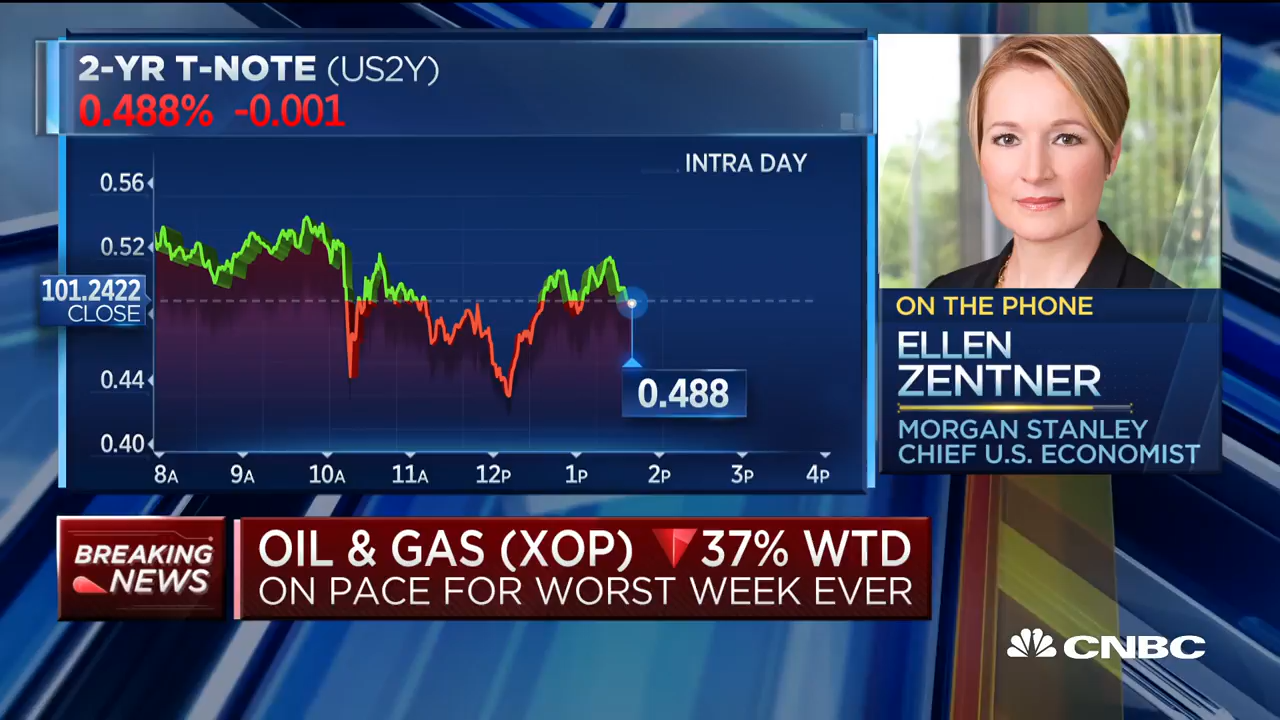 2-YR T-NOTE (US2Y)
0.488% -0.001
INTRA DAY
0.56
0.52
101.2422
CLOSE
0.44
0.40
0.488
8A 9A 10A 11A 12P 1P 2P 3P 4P
ON THE PHONE
ELLEN
ZENTNER
MORGAN STANLEY
CHIEF U.S. ECONOMIST
BREAKING
NEWS
OIL & GAS (XOP) ▼37% WTD
ON PACE FOR WORST WEEK EVER
CNBC